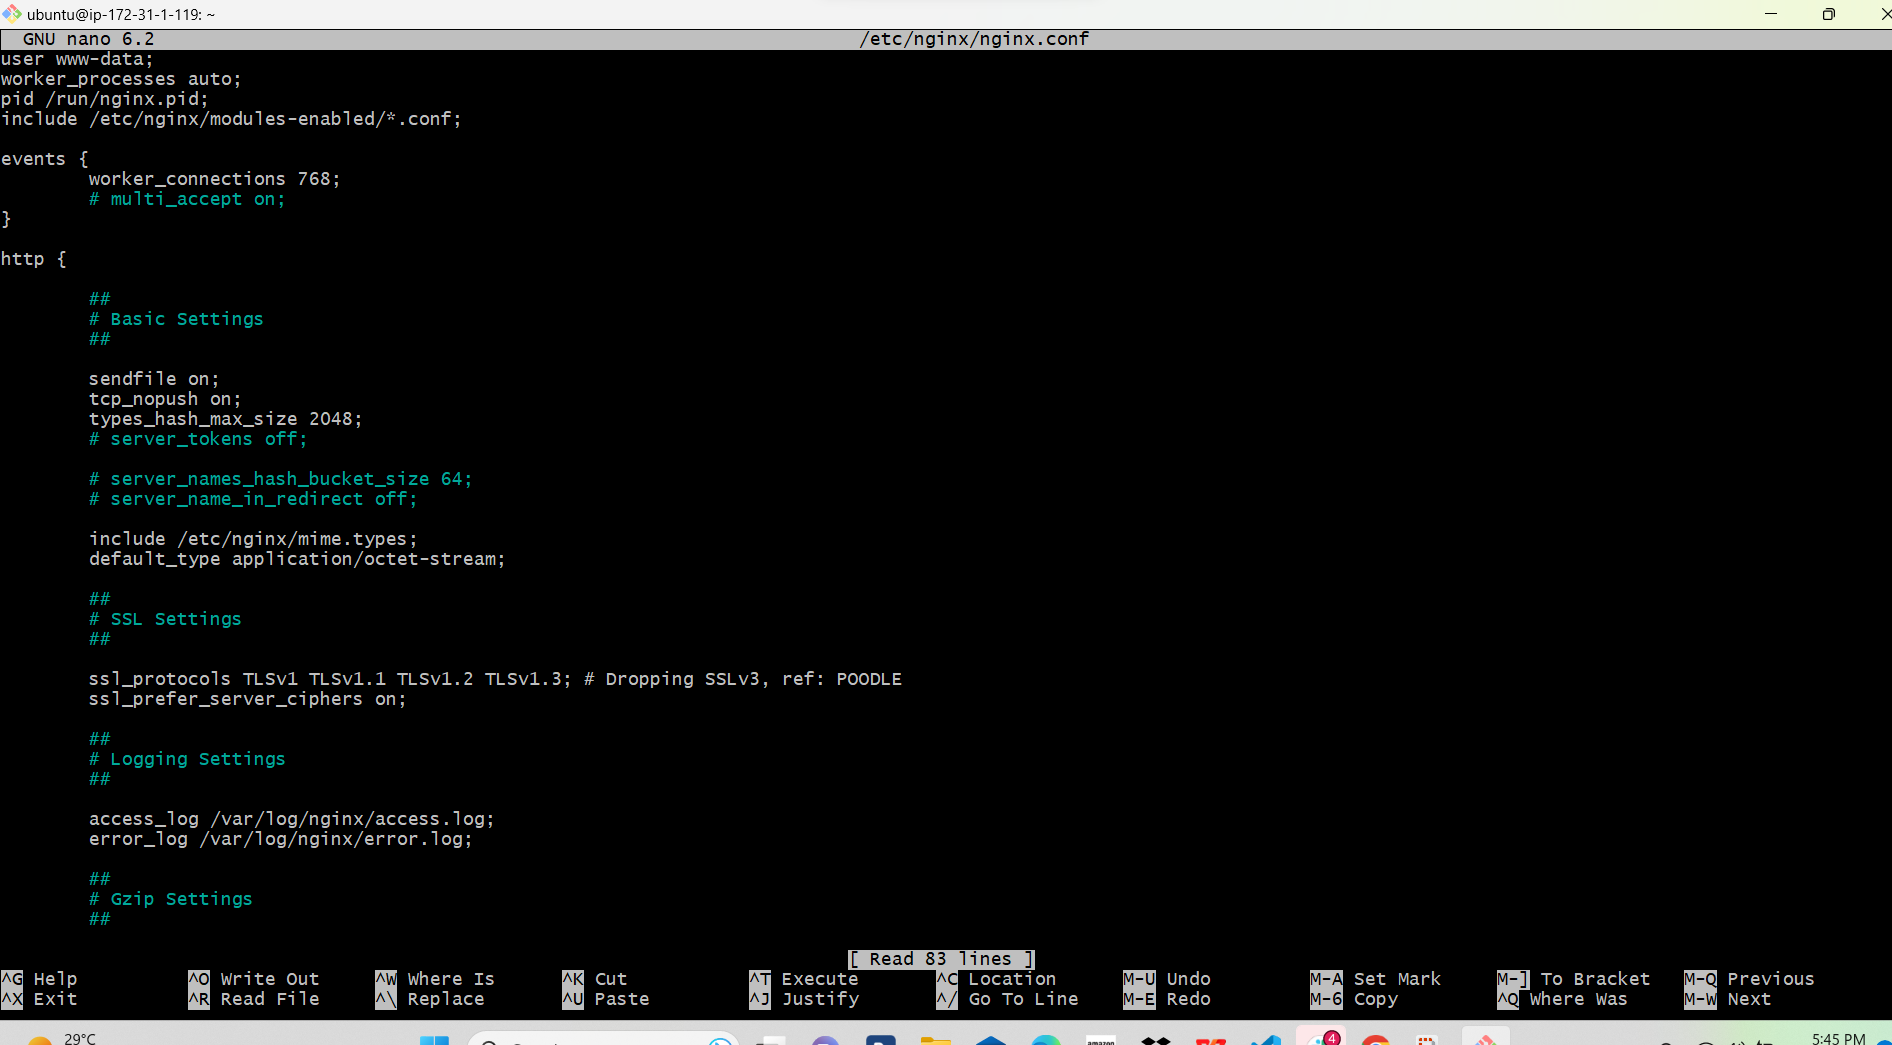 ubuntu@ip-172-31-1-119: ~
GNU nano 6.2 /etc/nginx/nginx.conf
user www-data;
worker_processes auto;
pid /run/nginx.pid;
include /etc/nginx/modules-enabled/*.conf;
events {
worker_connections 768;
# multi_accept on;
}
http {
##
# Basic Settings
##
sendfile on;
tcp_nopush on;
types_hash_max_size 2048;
# server_tokens off;
# server_names_hash_bucket_size 64;
# server_name_in_redirect off;
include /etc/nginx/mime.types;
default_type application/octet-stream;
##
# SSL Settings
##
ssl_protocols TLSv1 TLSv1.1 TLSv1.2 TLSv1.3; # Dropping SSLv3, ref: POODLE
ssl_prefer_server_ciphers on;
##
# Logging Settings
##
access_log /var/log/nginx/access.log;
error_log /var/log/nginx/error.log;
##
# Gzip Settings
##
[ Read 83 lines ]
^G Help ^O Write Out ^W Where Is ^K Cut ^T Execute ^C Location M-U Undo M-A Set Mark M-] To Bracket M-Q Previous
^X Exit ^R Read File ^\ Replace ^U Paste ^J Justify ^/ Go To Line M-E Redo M-6 Copy ^Q Where Was M-W Next
29°C
amazon
4
5:45 PM